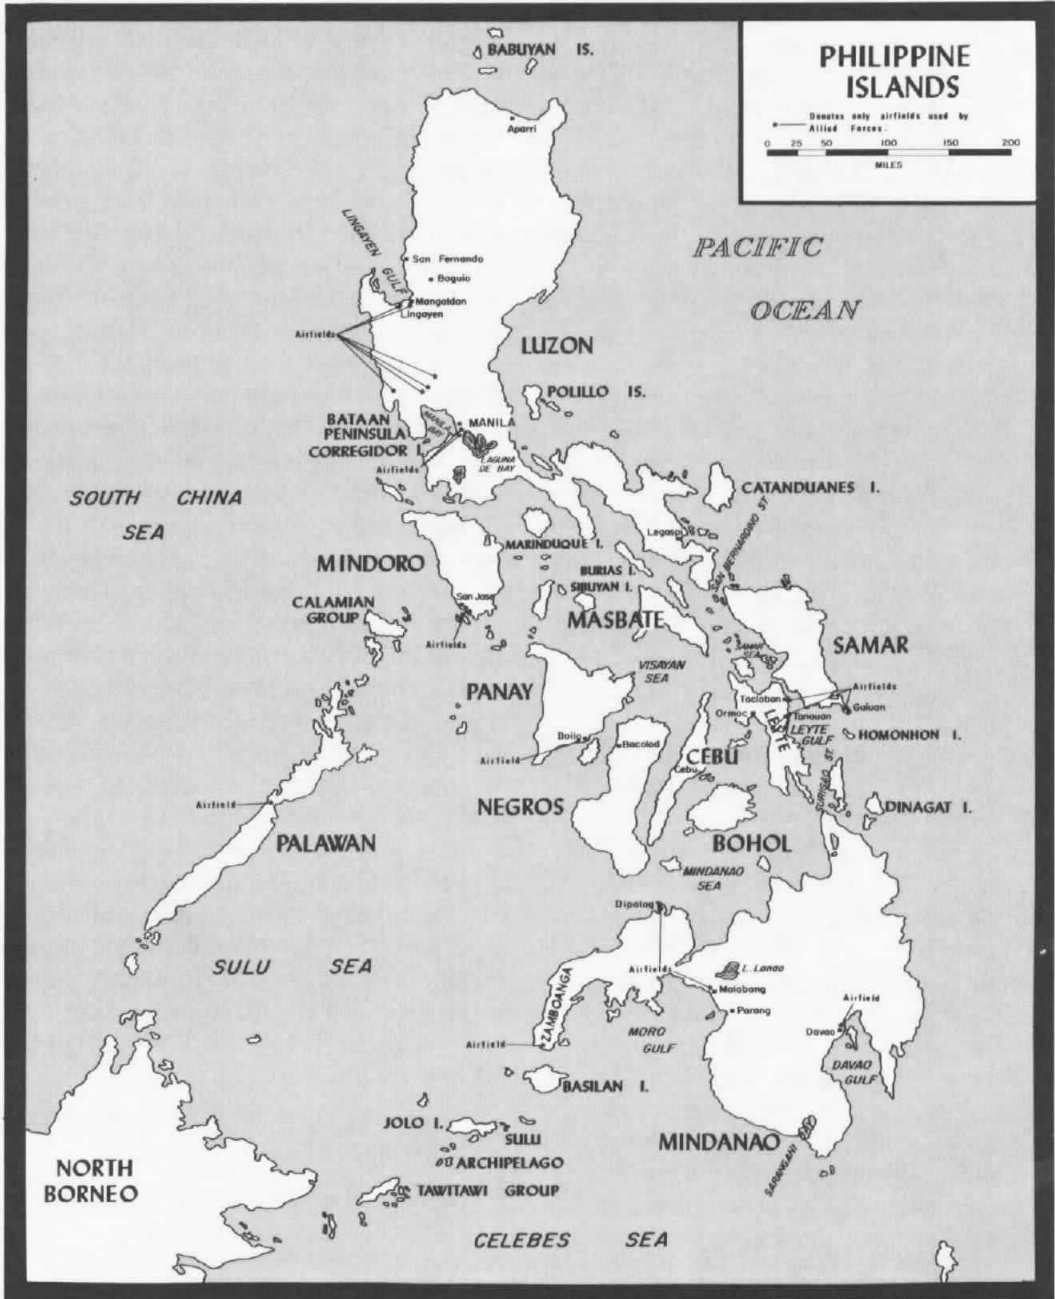 PHILIPPINE
ISLANDS
Denotes only airfields used by
Allied Forces.
0 25 50 100 150 200
MILES
BABUYAN IS.
Aparri
LINGAYEN GULF
PACIFIC
OCEAN
San Fernando
Baguio
Mangaldan
Lingayen
Airfields
LUZON
POLILLO IS.
BATAAN
PENINSULA
CORREGIDOR I.
MANILA
BAY
MANILA
LAGUNA
DE BAY
Airfields
SOUTH CHINA
SEA
CATANDUANES I.
Legaspi
SAN BERNARDINO ST.
MARINDUQUE I.
MINDORO
BURIAS I.
SIBUYAN I.
San Jose
CALAMIAN
GROUP
MASBATE
Airfields
SAMAR
SEA
SAMAR
VISAYAN
SEA
PANAY
Tacloban
Airfields
Ormoc
LEYTE
Tanauan
Guiuan
LEYTE
GULF
HOMONHON I.
Iloilo
Bacolod
CEBU
Cebu
Airfield
SURIGAO ST.
NEGROS
DINAGAT I.
Airfield
PALAWAN
BOHOL
MINDANAO
SEA
Dipolog
SULU SEA
Airfields
L. Lanao
Malabang
Parang
Airfield
Davao
ZAMBOANGA
MORO
GULF
Airfield
DAVAO
GULF
BASILAN I.
JOLO I.
SULU
ARCHIPELAGO
MINDANAO
SARANGANI
BAY
NORTH
BORNEO
TAWITAWI GROUP
CELEBES SEA